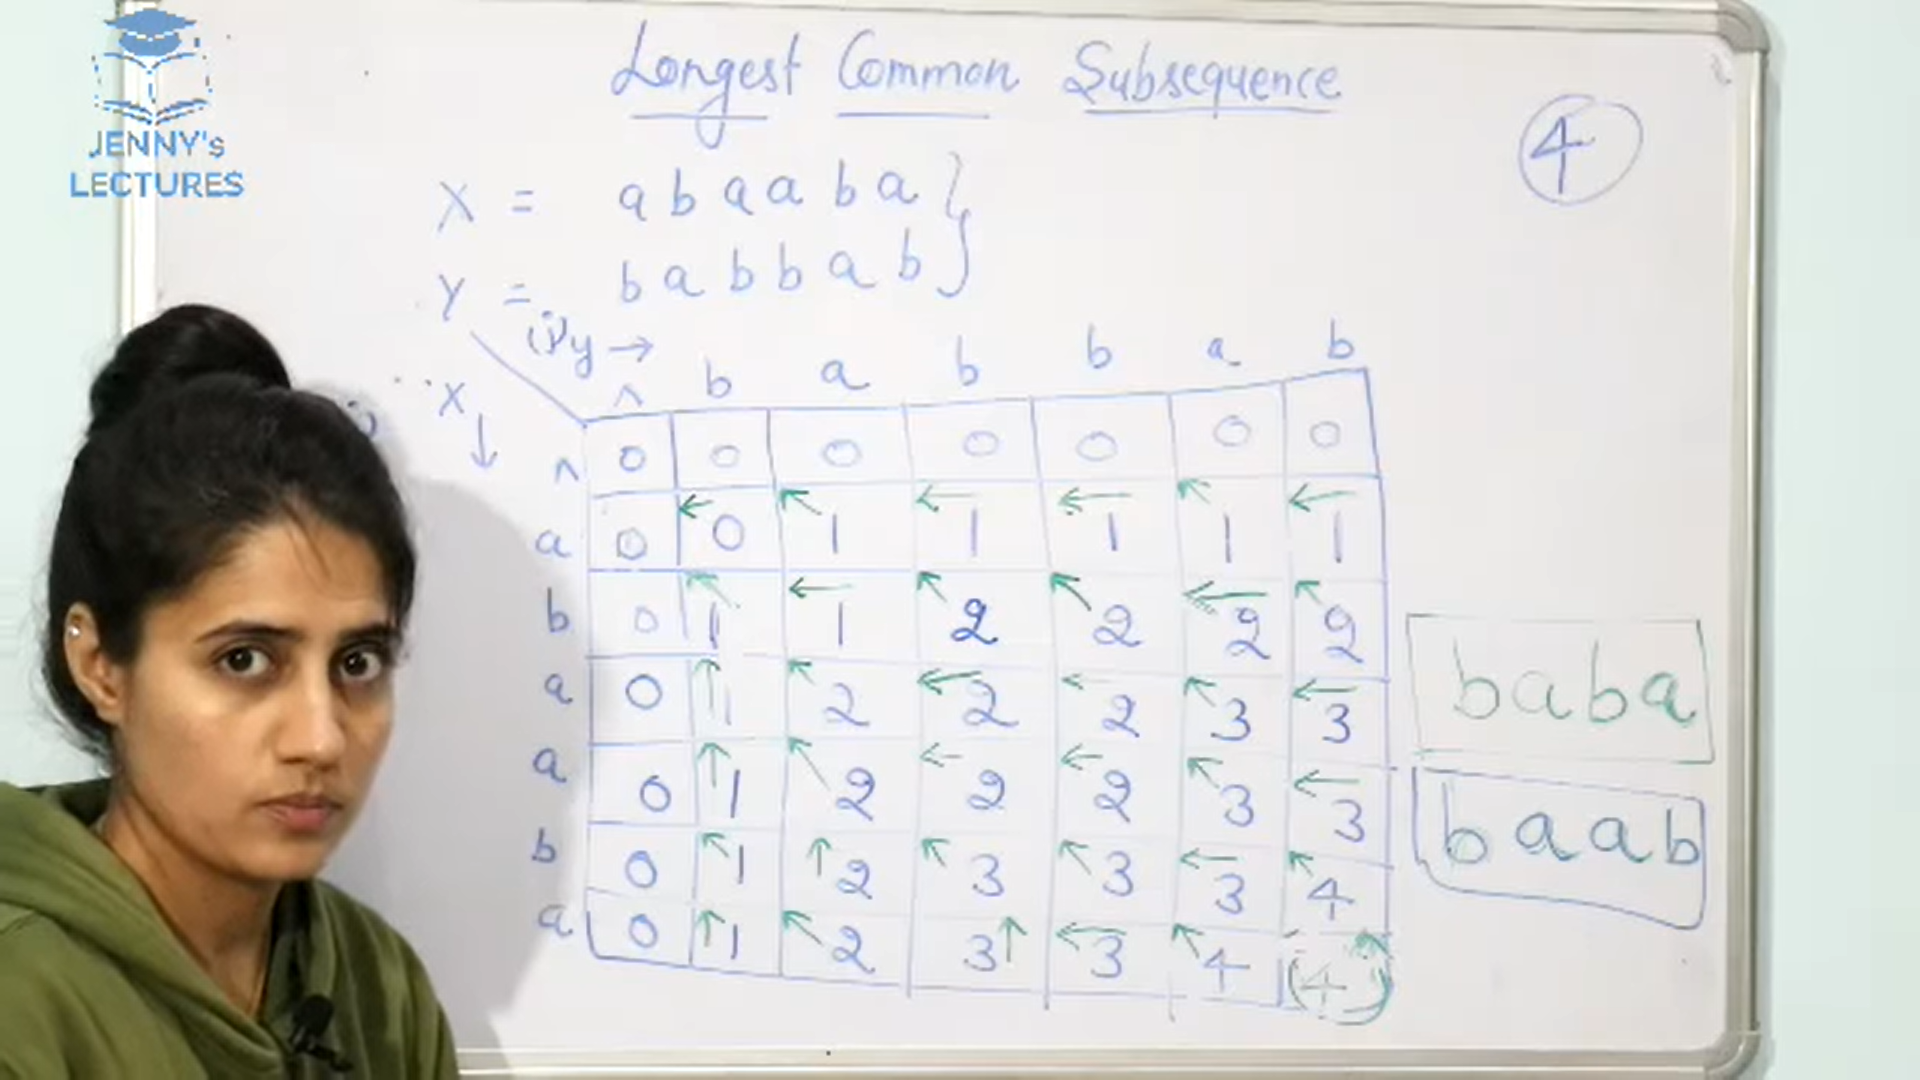 JENNY's
LECTURES
Longest Common Subsequence
4
X = a b a a b a }
Y = b a b b a b }
(j) y → 
X ↓
^ b a b b a b
^ 0 0 0 0 0 0 0
a 0 ← 0 ↖ 1 ← 1 ← 1 ↖ 1 ← 1
b 0 ↖ 1 ← 1 ↖ 2 ↖ 2 ← 2 ↖ 2
a 0 ↑ 1 ↖ 2 ← 2 ← 2 ↖ 3 ← 3
a 0 ↑ 1 ↖ 2 ← 2 ← 2 ↖ 3 ← 3
b 0 ↖ 1 ↑ 2 ↖ 3 ↖ 3 ← 3 ↖ 4
a 0 ↑ 1 ↖ 2 3 ↑ ← 3 ↖ 4 (4) ↑
baba
baab